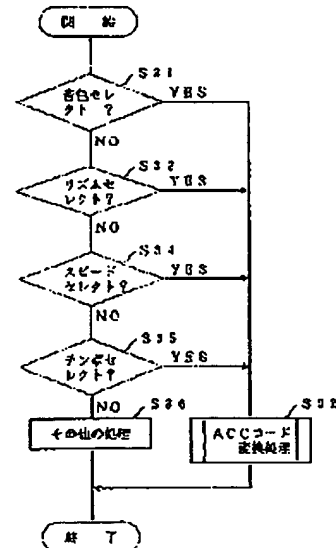 開始
S31
音色セレ
クト?
YES
NO
S32
リズムセ
レクト?
YES
NO
S34
スピード
セレクト?
YES
NO
S35
テンポセ
レクト?
YES
NO
S36
その他の処理
ACCコード
変換処理
終了